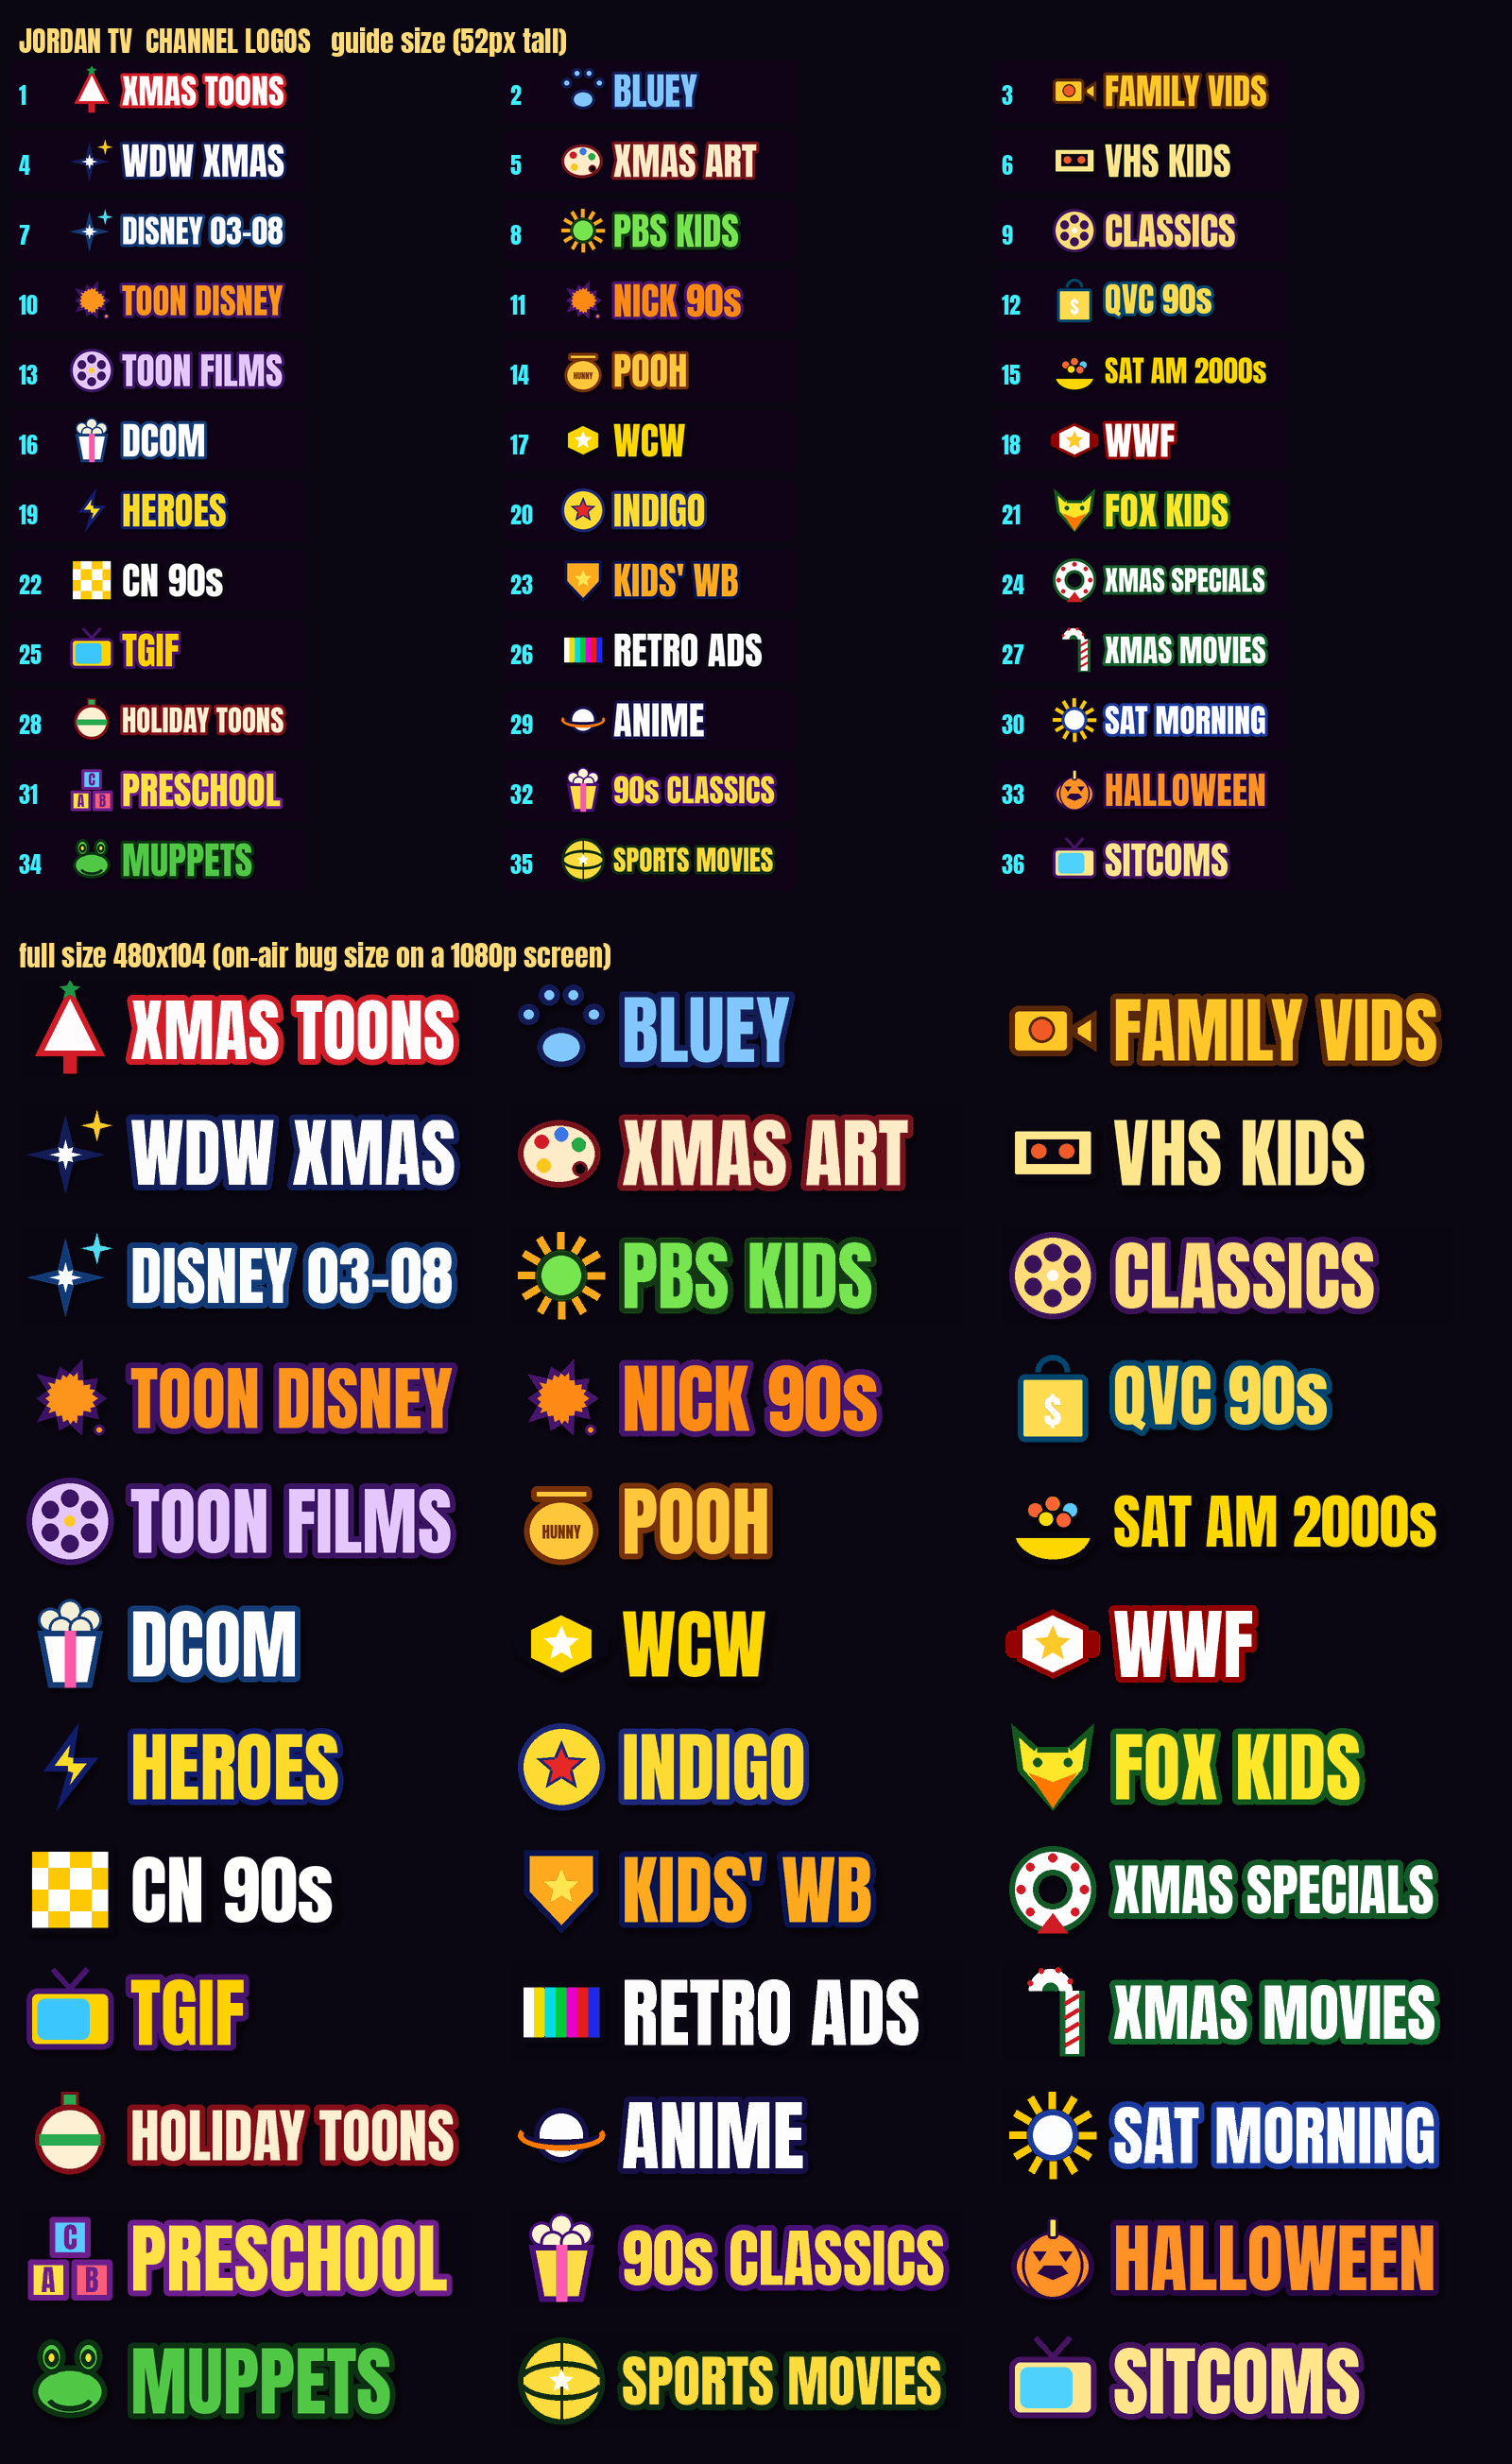 JORDAN TV CHANNEL LOGOS guide size (52px tall)
1 XMAS TOONS 2 BLUEY 3 FAMILY VIDS
4 WDW XMAS 5 XMAS ART 6 VHS KIDS
7 DISNEY 03-08 8 PBS KIDS 9 CLASSICS
10 TOON DISNEY 11 NICK 90s 12 $ QVC 90s
13 TOON FILMS 14 HUNNY POOH 15 SAT AM 2000s
16 DCOM 17 WCW 18 WWF
19 HEROES 20 INDIGO 21 FOX KIDS
22 CN 90s 23 KIDS' WB 24 XMAS SPECIALS
25 TGIF 26 RETRO ADS 27 XMAS MOVIES
28 HOLIDAY TOONS 29 ANIME 30 SAT MORNING
31 C A B PRESCHOOL 32 90s CLASSICS 33 HALLOWEEN
34 MUPPETS 35 SPORTS MOVIES 36 SITCOMS
full size 480x104 (on-air bug size on a 1080p screen)
XMAS TOONS BLUEY FAMILY VIDS
WDW XMAS XMAS ART VHS KIDS
DISNEY 03-08 PBS KIDS CLASSICS
TOON DISNEY NICK 90s $ QVC 90s
TOON FILMS HUNNY POOH SAT AM 2000s
DCOM WCW WWF
HEROES INDIGO FOX KIDS
CN 90s KIDS' WB XMAS SPECIALS
TGIF RETRO ADS XMAS MOVIES
HOLIDAY TOONS ANIME SAT MORNING
C A B PRESCHOOL 90s CLASSICS HALLOWEEN
MUPPETS SPORTS MOVIES SITCOMS